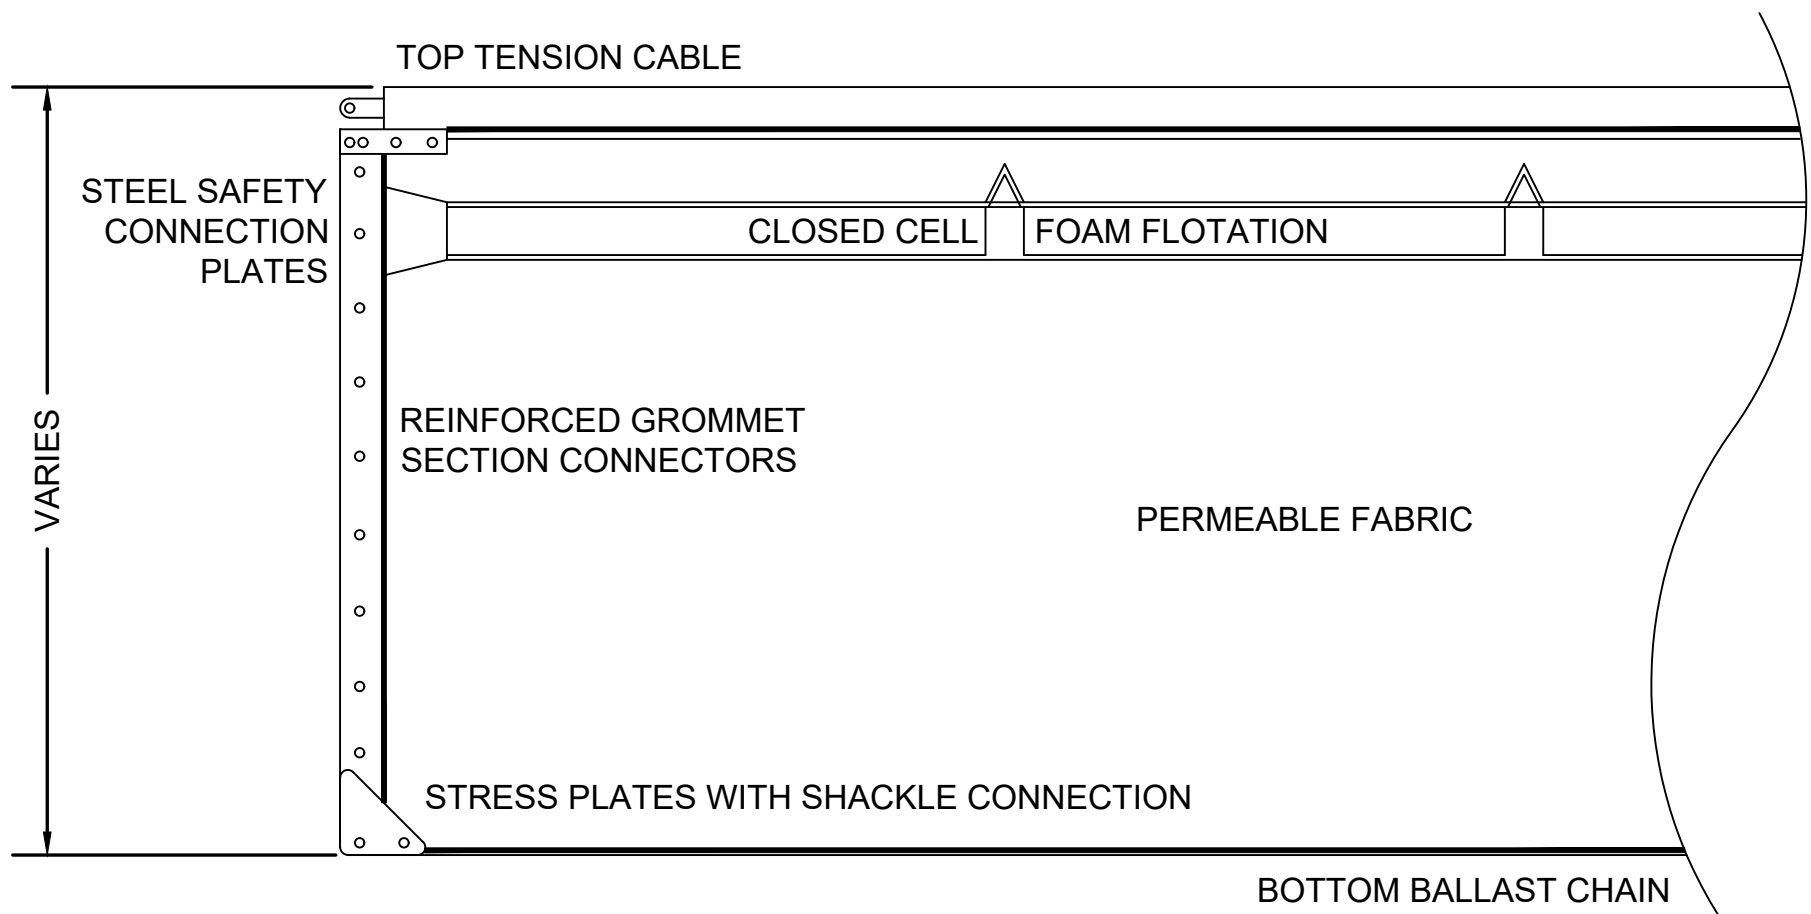 TOP TENSION CABLE
STEEL SAFETY
CONNECTION
PLATES
CLOSED CELL FOAM FLOTATION
VARIES
REINFORCED GROMMET
SECTION CONNECTORS
PERMEABLE FABRIC
STRESS PLATES WITH SHACKLE CONNECTION
BOTTOM BALLAST CHAIN